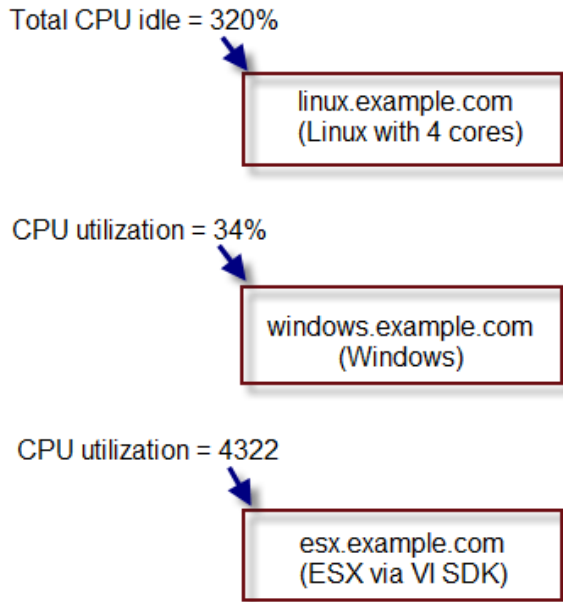 Total CPU idle = 320%
linux.example.com
(Linux with 4 cores)
CPU utilization = 34%
windows.example.com
(Windows)
CPU utilization = 4322
esx.example.com
(ESX via VI SDK)